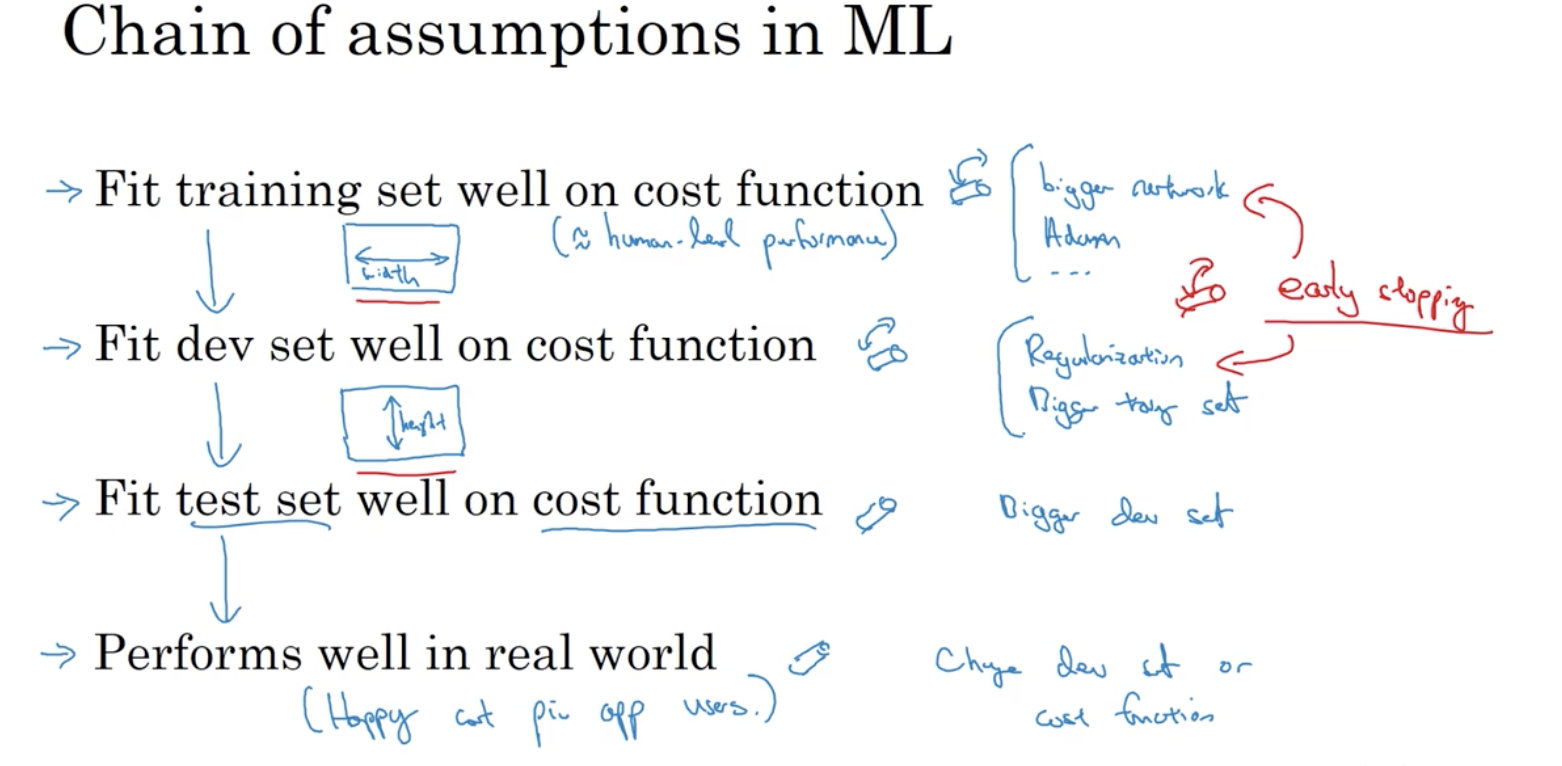 Chain of assumptions in ML
→ Fit training set well on cost function
(≈ human-level performance)
bigger network
Adam
...
width
early stopping
→ Fit dev set well on cost function
Regularization
Bigger training set
height
→ Fit test set well on cost function
Bigger dev set
→ Performs well in real world
(Happy cat pic app users.)
Change dev set or
cost function